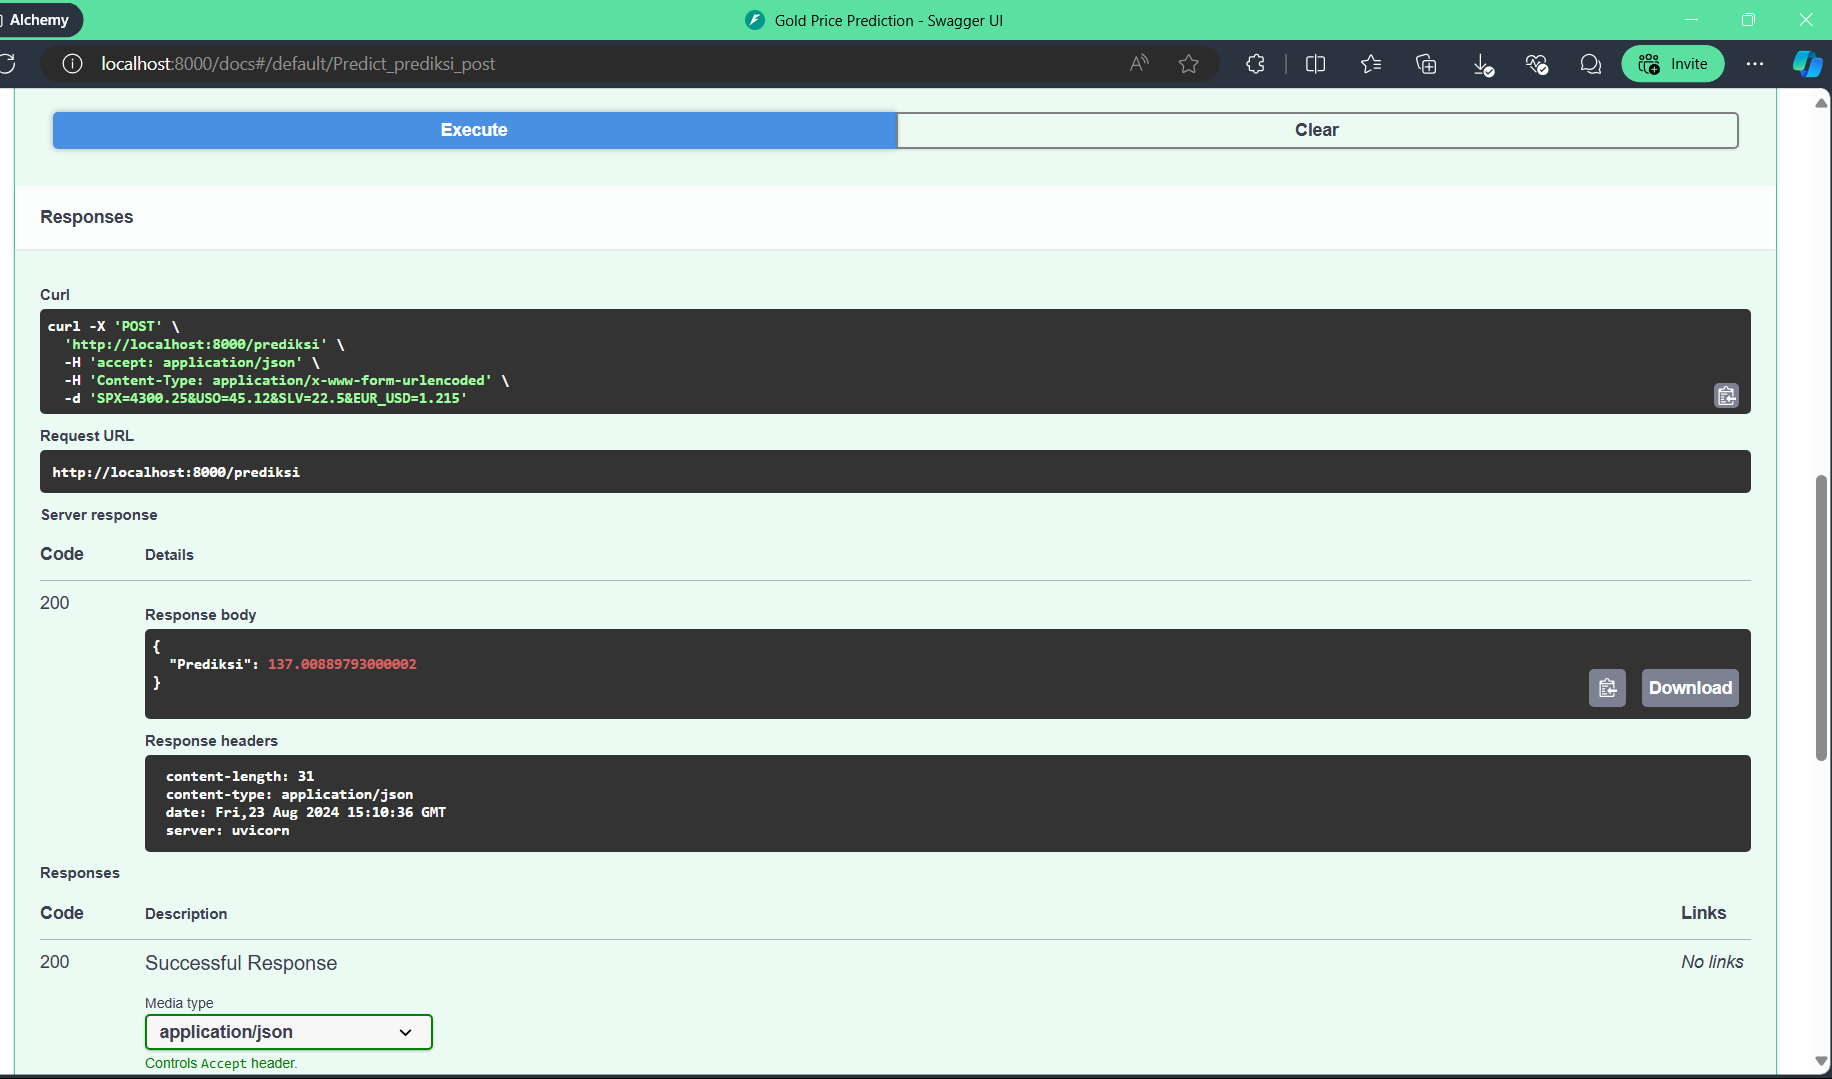 Alchemy
Gold Price Prediction - Swagger UI
localhost:8000/docs#/default/Predict_prediksi_post
Invite
Execute
Clear
Responses
Curl
curl -X 'POST' \
'http://localhost:8000/prediksi' \
-H 'accept: application/json' \
-H 'Content-Type: application/x-www-form-urlencoded' \
-d 'SPX=4300.25&USO=45.12&SLV=22.5&EUR_USD=1.215'
Request URL
http://localhost:8000/prediksi
Server response
Code Details
200
Response body
{
"Prediksi": 137.00889793000002
}
Download
Response headers
content-length: 31
content-type: application/json
date: Fri,23 Aug 2024 15:10:36 GMT
server: uvicorn
Responses
Code Description Links
200 Successful Response No links
Media type
application/json
Controls Accept header.